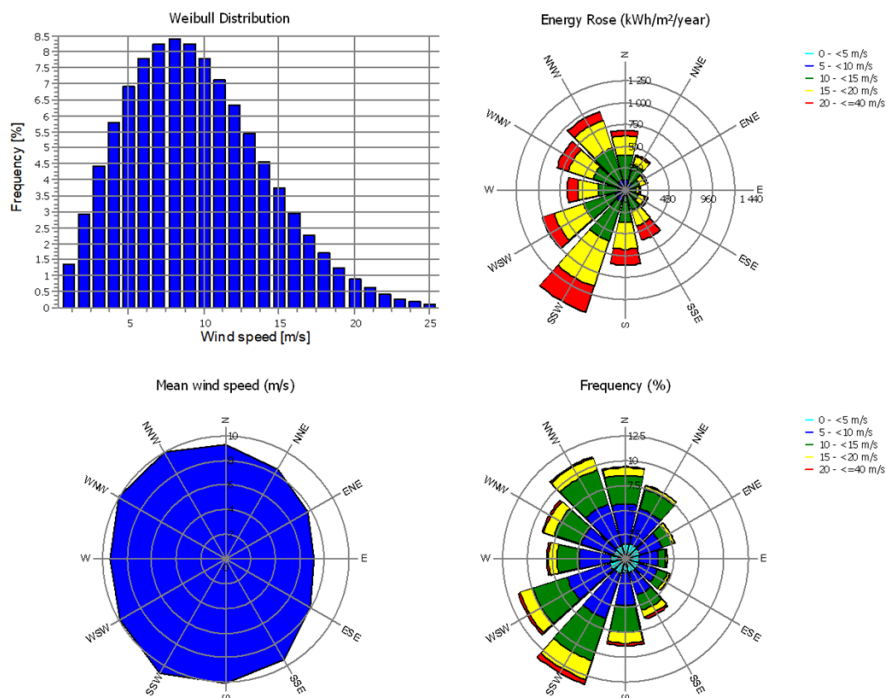 Weibull Distribution
8.5
8
7.5
7
6.5
6
5.5
5
4.5
4
3.5
3
2.5
2
1.5
1
0.5
0
Frequency [%]
5
10
15
20
25
Wind speed [m/s]
Energy Rose (kWh/m²/year)
N
NNE
ENE
E
ESE
SSE
S
SSW
WSW
W
WNW
NNW
1 250
1 000
750
480
960
1 440
0 - <5 m/s
5 - <10 m/s
10 - <15 m/s
15 - <20 m/s
20 - <=40 m/s
Mean wind speed (m/s)
N
NNE
ENE
E
ESE
SSE
S
SSW
WSW
W
WNW
NNW
10
Frequency (%)
N
NNE
ENE
E
ESE
SSE
S
SSW
WSW
W
WNW
NNW
12.5
10
7.5
0 - <5 m/s
5 - <10 m/s
10 - <15 m/s
15 - <20 m/s
20 - <=40 m/s